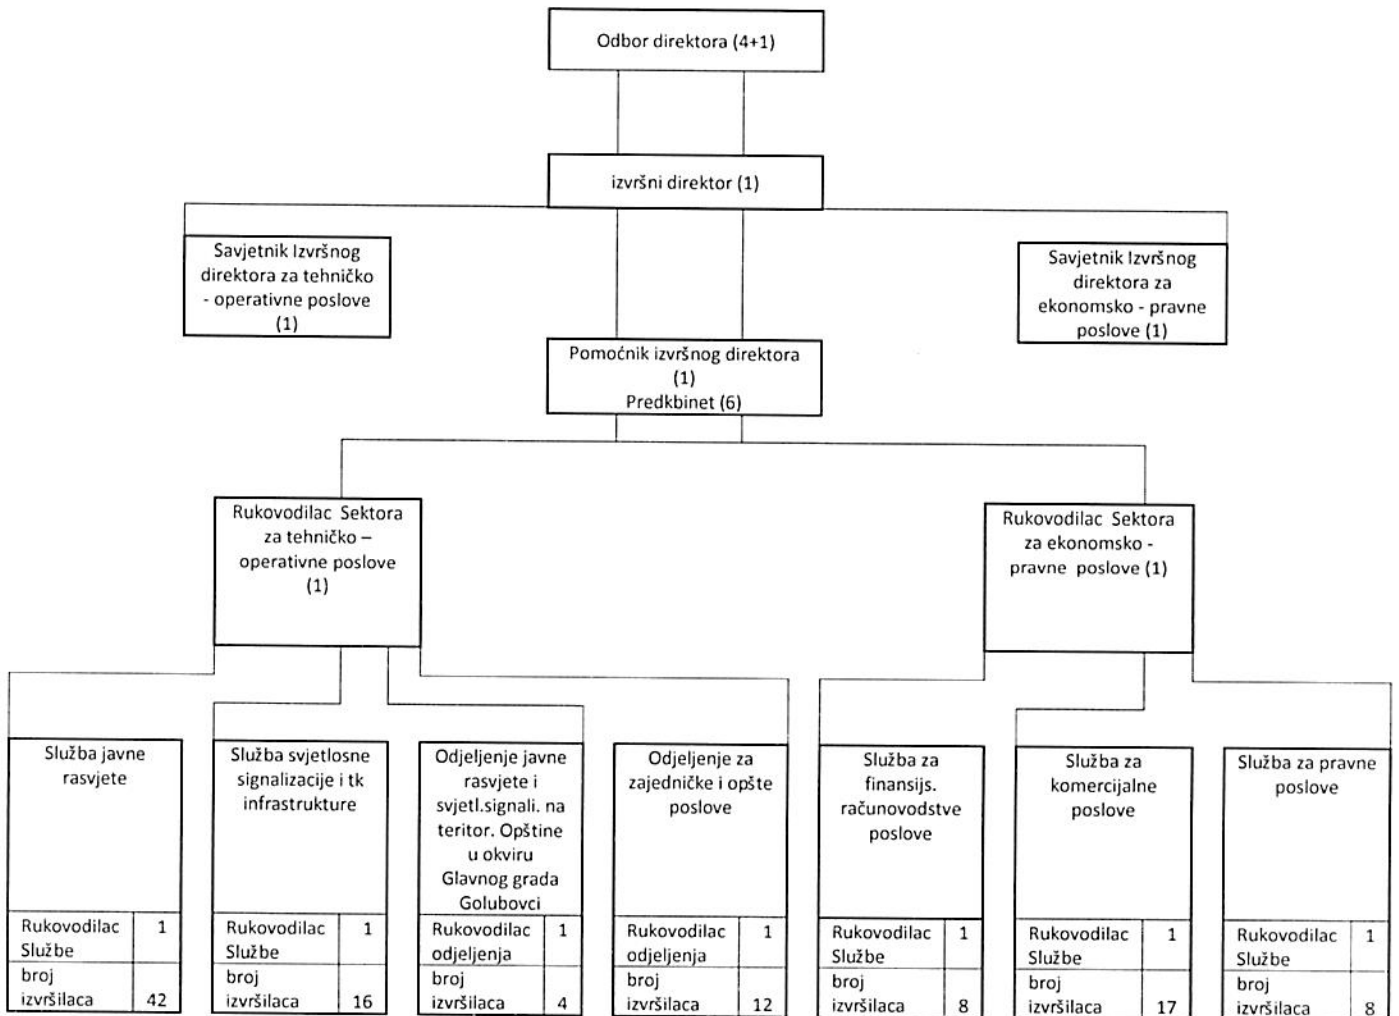 Odbor direktora (4+1)
izvršni direktor (1)
Savjetnik Izvršnog
direktora za tehničko
- operativne poslove
(1)
Savjetnik Izvršnog
direktora za
ekonomsko - pravne
poslove (1)
Pomoćnik izvršnog direktora
(1)
Predkbinet (6)
Rukovodilac Sektora
za tehničko –
operativne poslove
(1)
Rukovodilac Sektora
za ekonomsko -
pravne poslove (1)
Služba javne
rasvjete
Rukovodilac 1
Službe
broj
izvršilaca 42
Služba svjetlosne
signalizacije i tk
infrastrukture
Rukovodilac 1
Službe
broj
izvršilaca 16
Odjeljenje javne
rasvjete i
svjetl.signali. na
teritor. Opštine
u okviru
Glavnog grada
Golubovci
Rukovodilac 1
odjeljenja
broj
izvršilaca 4
Odjeljenje za
zajedničke i opšte
poslove
Rukovodilac 1
odjeljenja
broj
izvršilaca 12
Služba za
finansijs.
računovodstve
poslove
Rukovodilac 1
Službe
broj
izvršilaca 8
Služba za
komercijalne
poslove
Rukovodilac 1
Službe
broj
izvršilaca 17
Služba za pravne
poslove
Rukovodilac 1
Službe
broj
izvršilaca 8